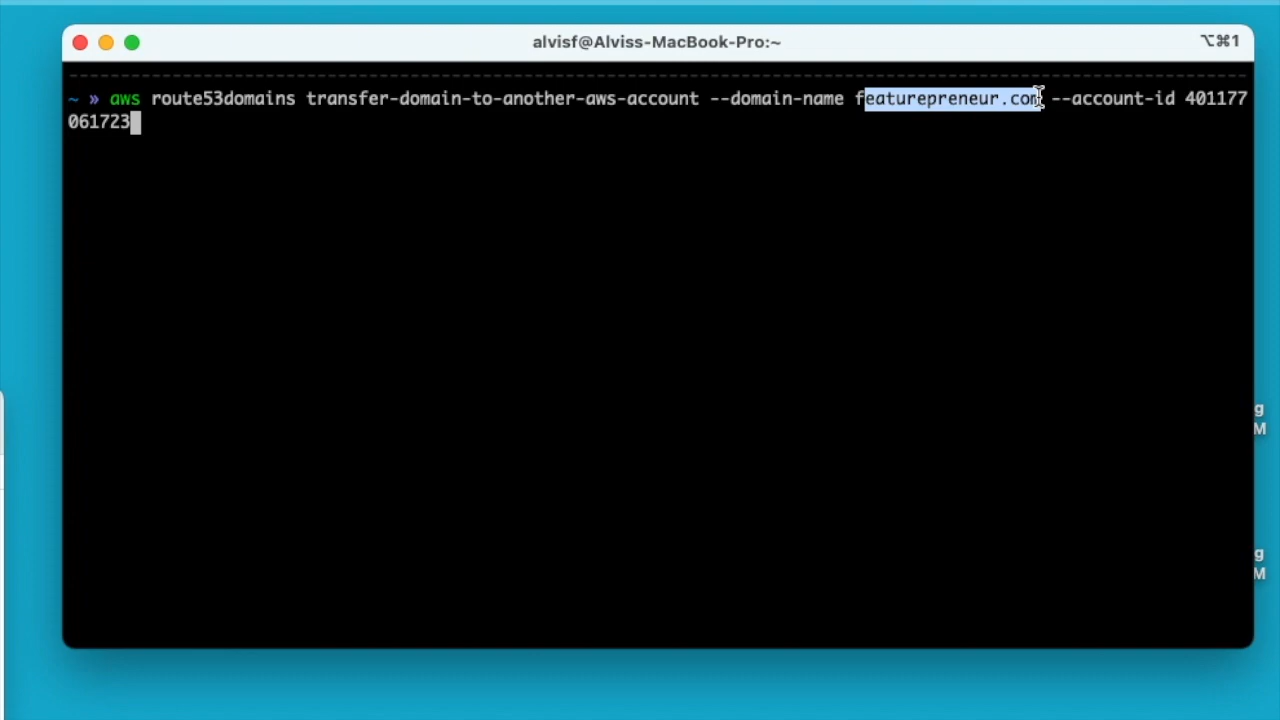 alvisf@Alviss-MacBook-Pro:~
⌥⌘1
~ » aws route53domains transfer-domain-to-another-aws-account --domain-name featurepreneur.com --account-id 401177
061723
g
M
g
M